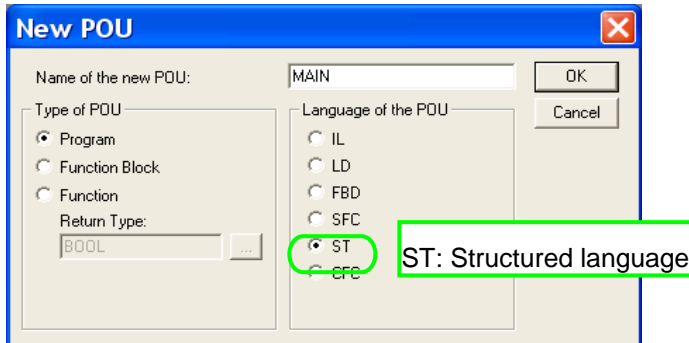 New POU
Name of the new POU:
MAIN
OK
Cancel
Type of POU
Program
Function Block
Function
Return Type:
BOOL
...
Language of the POU
IL
LD
FBD
SFC
ST
CFC
ST: Structured language